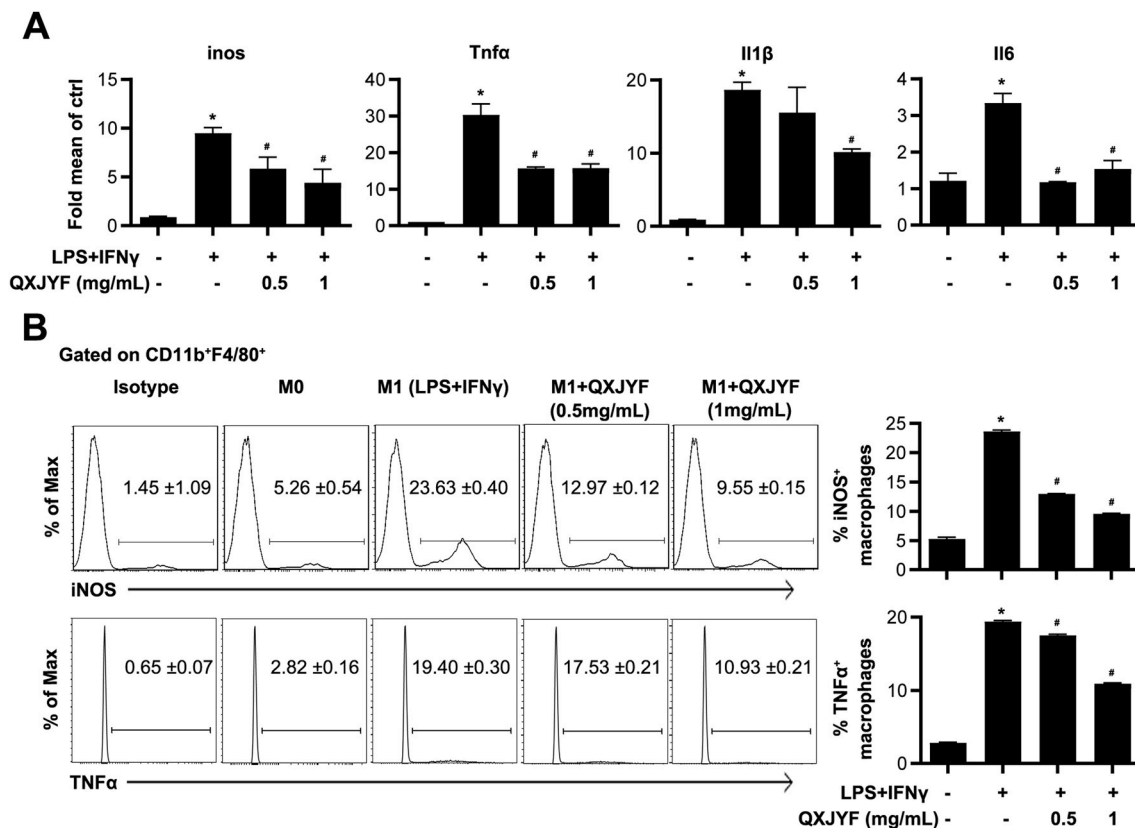 A
inos
Tnfα
Il1β
Il6
Fold mean of ctrl
15
10
5
0
40
30
20
10
0
20
10
0
4
3
2
1
0
*
#
#
*
#
#
*
#
*
#
#
LPS+IFNγ - + + + - + + + - + + + - + + +
QXJYF (mg/mL) - - 0.5 1 - - 0.5 1 - - 0.5 1 - - 0.5 1
B
Gated on CD11b⁺F4/80⁺
Isotype
M0
M1 (LPS+IFNγ)
M1+QXJYF
(0.5mg/mL)
M1+QXJYF
(1mg/mL)
% of Max
1.45 ±1.09
5.26 ±0.54
23.63 ±0.40
12.97 ±0.12
9.55 ±0.15
iNOS
% iNOS⁺
macrophages
25
20
15
10
5
0
*
#
#
% of Max
0.65 ±0.07
2.82 ±0.16
19.40 ±0.30
17.53 ±0.21
10.93 ±0.21
TNFα
% TNFα⁺
macrophages
20
10
0
*
#
#
LPS+IFNγ - + + +
QXJYF (mg/mL) - - 0.5 1